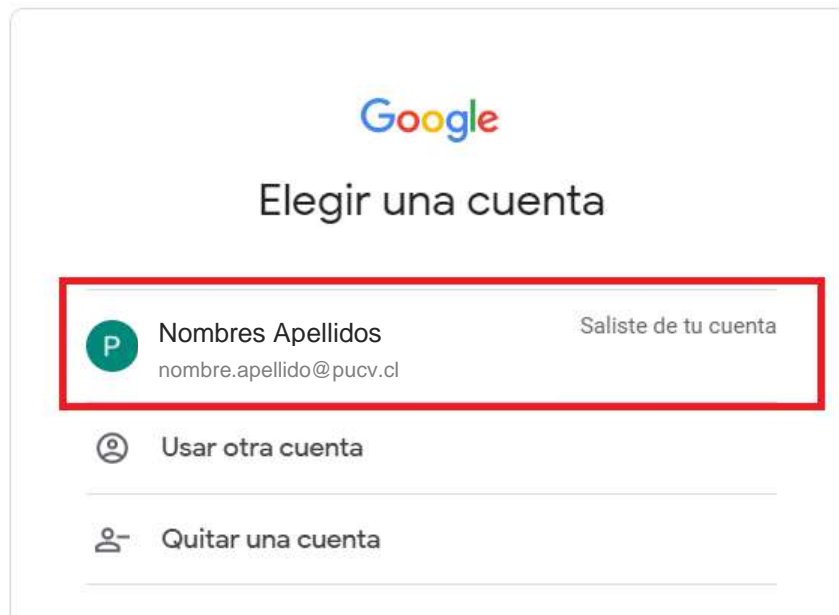 Google
Elegir una cuenta
P
Nombres Apellidos
Saliste de tu cuenta
nombre.apellido@pucv.cl
Usar otra cuenta
Quitar una cuenta